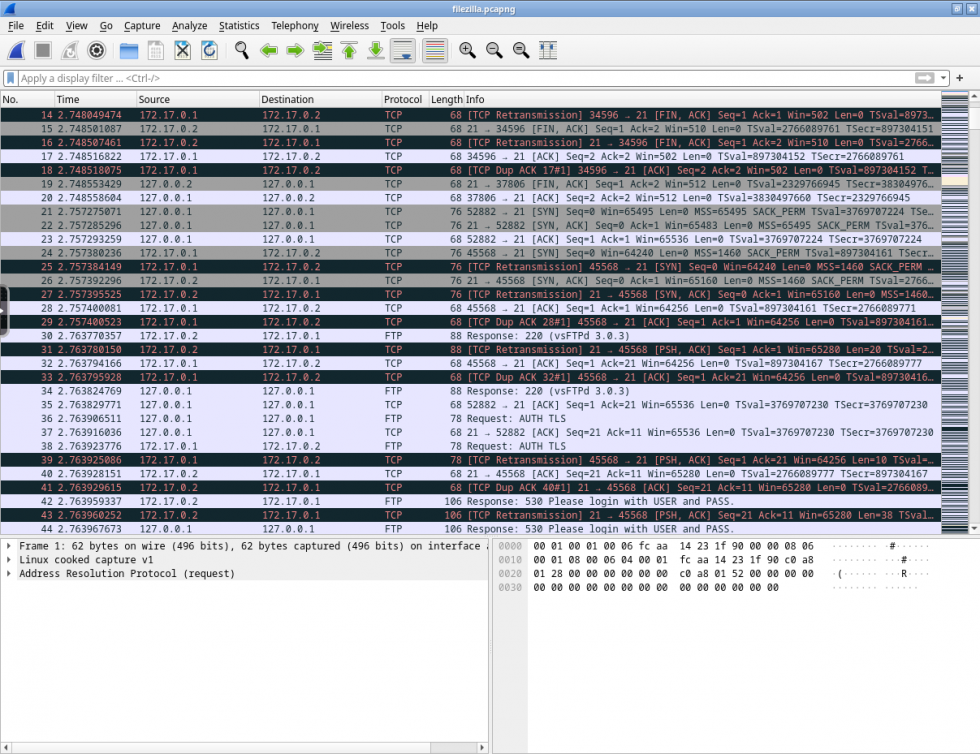 filezilla.pcapng
File Edit View Go Capture Analyze Statistics Telephony Wireless Tools Help
Apply a display filter ... <Ctrl-/>
No. Time Source Destination Protocol Length Info
14 2.748049474 172.17.0.1 172.17.0.2 TCP 68 [TCP Retransmission] 34596 → 21 [FIN, ACK] Seq=1 Ack=1 Win=502 Len=0 TSval=8973…
15 2.748501087 172.17.0.2 172.17.0.1 TCP 68 21 → 34596 [FIN, ACK] Seq=1 Ack=2 Win=510 Len=0 TSval=2766089761 TSecr=897304151
16 2.748507461 172.17.0.2 172.17.0.1 TCP 68 [TCP Retransmission] 21 → 34596 [FIN, ACK] Seq=1 Ack=2 Win=510 Len=0 TSval=2766…
17 2.748516822 172.17.0.1 172.17.0.2 TCP 68 34596 → 21 [ACK] Seq=2 Ack=2 Win=502 Len=0 TSval=897304152 TSecr=2766089761
18 2.748518075 172.17.0.1 172.17.0.2 TCP 68 [TCP Dup ACK 17#1] 34596 → 21 [ACK] Seq=2 Ack=2 Win=502 Len=0 TSval=897304152 T…
19 2.748553429 127.0.0.2 127.0.0.1 TCP 68 21 → 37806 [FIN, ACK] Seq=1 Ack=2 Win=512 Len=0 TSval=2329766945 TSecr=38304976…
20 2.748558604 127.0.0.1 127.0.0.2 TCP 68 37806 → 21 [ACK] Seq=2 Ack=2 Win=512 Len=0 TSval=3830497660 TSecr=2329766945
21 2.757275071 127.0.0.1 127.0.0.1 TCP 76 52882 → 21 [SYN] Seq=0 Win=65495 Len=0 MSS=65495 SACK_PERM TSval=3769707224 TSe…
22 2.757285296 127.0.0.1 127.0.0.1 TCP 76 21 → 52882 [SYN, ACK] Seq=0 Ack=1 Win=65483 Len=0 MSS=65495 SACK_PERM TSval=376…
23 2.757293259 127.0.0.1 127.0.0.1 TCP 68 52882 → 21 [ACK] Seq=1 Ack=1 Win=65536 Len=0 TSval=3769707224 TSecr=3769707224
24 2.757380236 172.17.0.1 172.17.0.2 TCP 76 45568 → 21 [SYN] Seq=0 Win=64240 Len=0 MSS=1460 SACK_PERM TSval=897304161 TSecr…
25 2.757384149 172.17.0.1 172.17.0.2 TCP 76 [TCP Retransmission] 45568 → 21 [SYN] Seq=0 Win=64240 Len=0 MSS=1460 SACK_PERM …
26 2.757392296 172.17.0.2 172.17.0.1 TCP 76 21 → 45568 [SYN, ACK] Seq=0 Ack=1 Win=65160 Len=0 MSS=1460 SACK_PERM TSval=2766…
27 2.757395525 172.17.0.2 172.17.0.1 TCP 76 [TCP Retransmission] 21 → 45568 [SYN, ACK] Seq=0 Ack=1 Win=65160 Len=0 MSS=1460…
28 2.757400081 172.17.0.1 172.17.0.2 TCP 68 45568 → 21 [ACK] Seq=1 Ack=1 Win=64256 Len=0 TSval=897304161 TSecr=2766089771
29 2.757400523 172.17.0.1 172.17.0.2 TCP 68 [TCP Dup ACK 28#1] 45568 → 21 [ACK] Seq=1 Ack=1 Win=64256 Len=0 TSval=897304161…
30 2.763770357 172.17.0.2 172.17.0.1 FTP 88 Response: 220 (vsFTPd 3.0.3)
31 2.763780150 172.17.0.2 172.17.0.1 TCP 88 [TCP Retransmission] 21 → 45568 [PSH, ACK] Seq=1 Ack=1 Win=65280 Len=20 TSval=2…
32 2.763794166 172.17.0.1 172.17.0.2 TCP 68 45568 → 21 [ACK] Seq=1 Ack=21 Win=64256 Len=0 TSval=897304167 TSecr=2766089777
33 2.763795928 172.17.0.1 172.17.0.2 TCP 68 [TCP Dup ACK 32#1] 45568 → 21 [ACK] Seq=1 Ack=21 Win=64256 Len=0 TSval=89730416…
34 2.763824769 127.0.0.1 127.0.0.1 FTP 88 Response: 220 (vsFTPd 3.0.3)
35 2.763829771 127.0.0.1 127.0.0.1 TCP 68 52882 → 21 [ACK] Seq=1 Ack=21 Win=65536 Len=0 TSval=3769707230 TSecr=3769707230
36 2.763906511 127.0.0.1 127.0.0.1 FTP 78 Request: AUTH TLS
37 2.763916036 127.0.0.1 127.0.0.1 TCP 68 21 → 52882 [ACK] Seq=21 Ack=11 Win=65536 Len=0 TSval=3769707230 TSecr=3769707230
38 2.763923776 172.17.0.1 172.17.0.2 FTP 78 Request: AUTH TLS
39 2.763925086 172.17.0.1 172.17.0.2 TCP 78 [TCP Retransmission] 45568 → 21 [PSH, ACK] Seq=1 Ack=21 Win=64256 Len=10 TSval=…
40 2.763928151 172.17.0.2 172.17.0.1 TCP 68 21 → 45568 [ACK] Seq=21 Ack=11 Win=65280 Len=0 TSval=2766089777 TSecr=897304167
41 2.763929615 172.17.0.2 172.17.0.1 TCP 68 [TCP Dup ACK 40#1] 21 → 45568 [ACK] Seq=21 Ack=11 Win=65280 Len=0 TSval=2766089…
42 2.763959337 172.17.0.2 172.17.0.1 FTP 106 Response: 530 Please login with USER and PASS.
43 2.763960252 172.17.0.2 172.17.0.1 TCP 106 [TCP Retransmission] 21 → 45568 [PSH, ACK] Seq=21 Ack=11 Win=65280 Len=38 TSval…
44 2.763967673 127.0.0.1 127.0.0.1 FTP 106 Response: 530 Please login with USER and PASS.
Frame 1: 62 bytes on wire (496 bits), 62 bytes captured (496 bits) on interface
Linux cooked capture v1
Address Resolution Protocol (request)
0000 00 01 00 01 00 06 fc aa 14 23 1f 90 00 00 08 06 ········ ·#······
0010 00 01 08 00 06 04 00 01 fc aa 14 23 1f 90 c0 a8 ········ ···#····
0020 01 28 00 00 00 00 00 00 c0 a8 01 52 00 00 00 00 ·(······ ···R····
0030 00 00 00 00 00 00 00 00 00 00 00 00 00 00 ········ ······